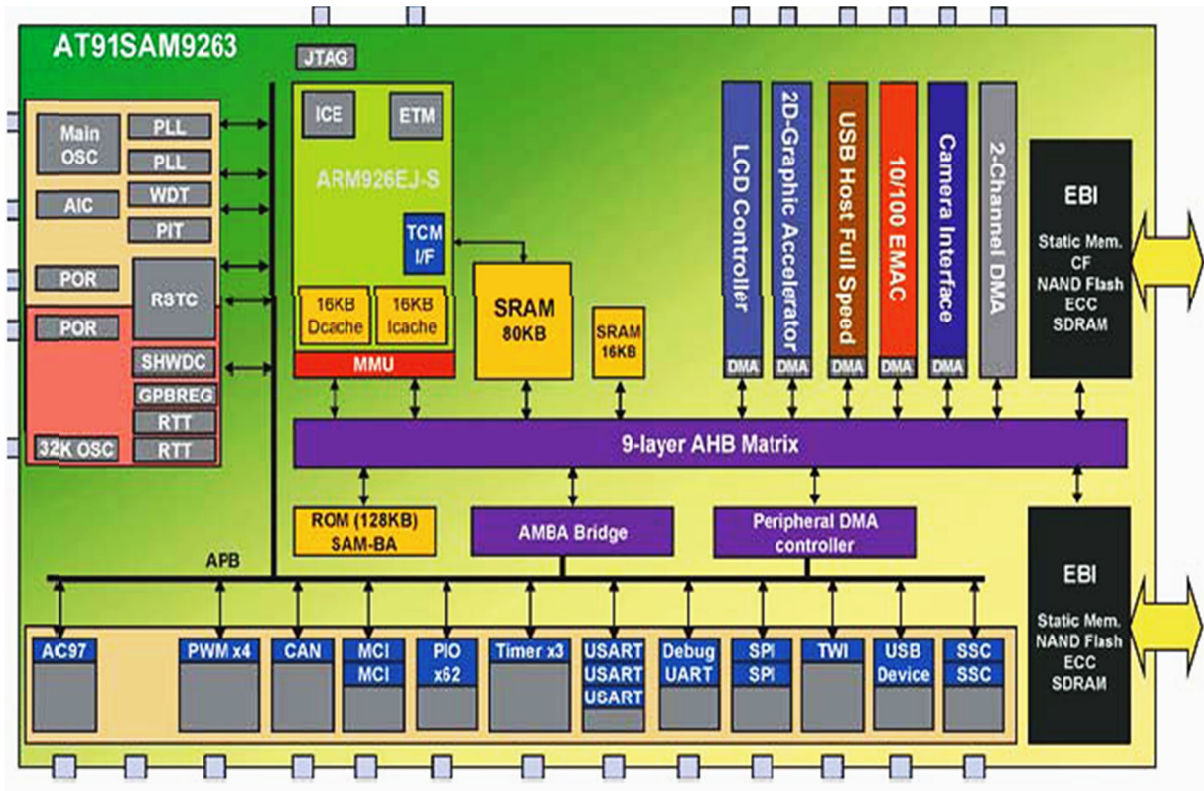 AT91SAM9263
JTAG
Main
OSC
PLL
PLL
AIC
WDT
PIT
POR
RSTC
POR
SHWDC
GPBREG
RTT
32K OSC
RTT
ICE
ETM
ARM926EJ-S
TCM
I/F
16KB
Dcache
16KB
Icache
MMU
SRAM
80KB
SRAM
16KB
LCD Controller
DMA
2D-Graphic Accelerator
DMA
USB Host Full Speed
DMA
10/100 EMAC
DMA
Camera Interface
DMA
2-Channel DMA
EBI
Static Mem.
CF
NAND Flash
ECC
SDRAM
9-layer AHB Matrix
ROM (128KB)
SAM-BA
AMBA Bridge
Peripheral DMA
controller
EBI
Static Mem.
NAND Flash
ECC
SDRAM
APB
AC97
PWM x4
CAN
MCI
MCI
PIO
x62
Timer x3
USART
USART
USART
Debug
UART
SPI
SPI
TWI
USB
Device
SSC
SSC